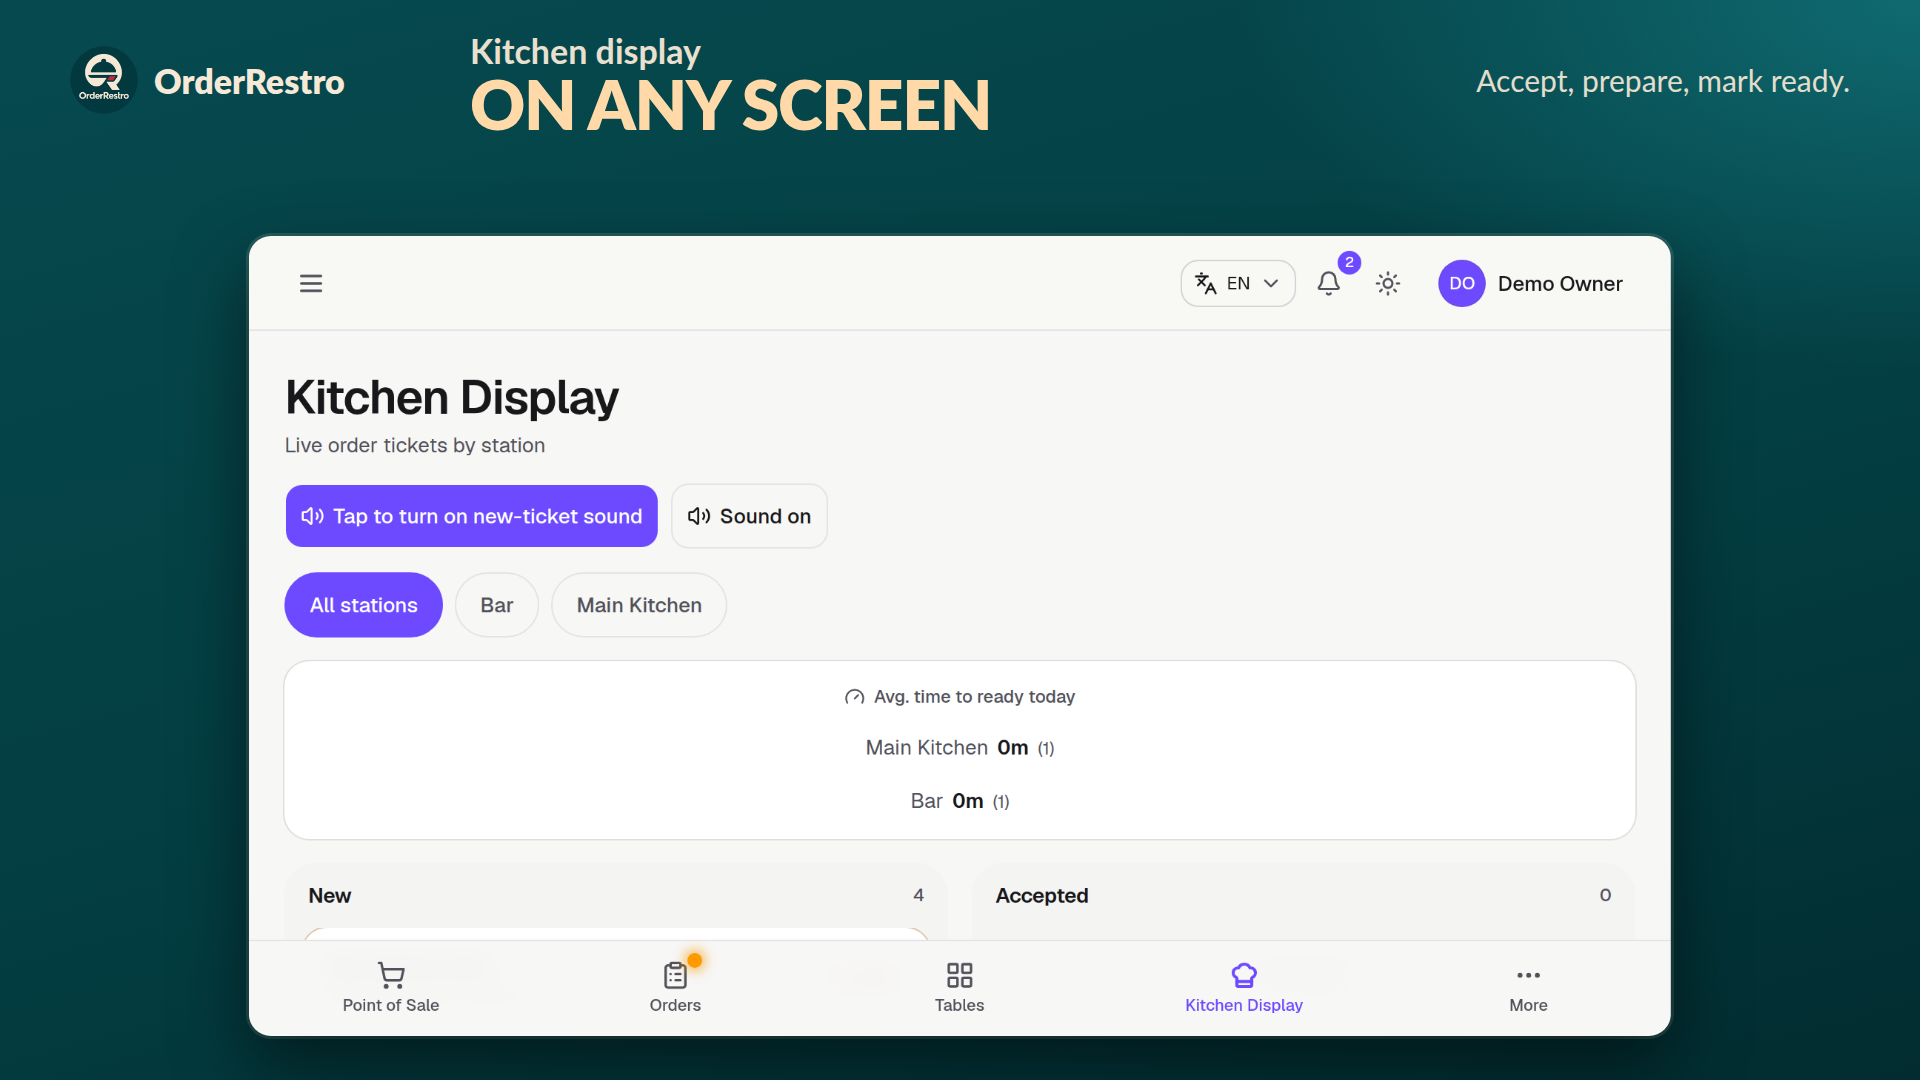 OrderRestro
OrderRestro
Kitchen display
ON ANY SCREEN
Accept, prepare, mark ready.
EN
2
DO
Demo Owner
Kitchen Display
Live order tickets by station
Tap to turn on new-ticket sound
Sound on
All stations
Bar
Main Kitchen
Avg. time to ready today
Main Kitchen 0m (1)
Bar 0m (1)
New 4
Accepted 0
Point of Sale
Orders
Tables
Kitchen Display
More